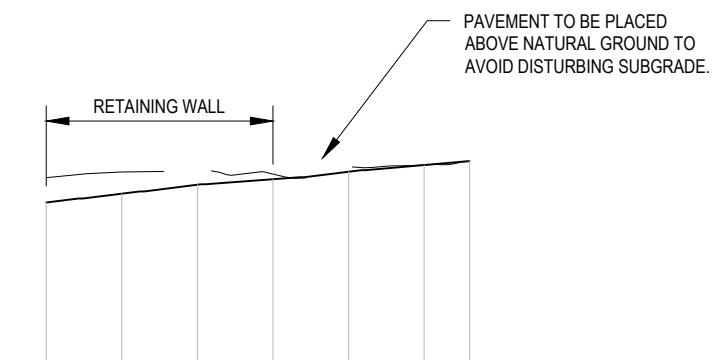 PAVEMENT TO BE PLACED
ABOVE NATURAL GROUND TO
AVOID DISTURBING SUBGRADE.
RETAINING WALL